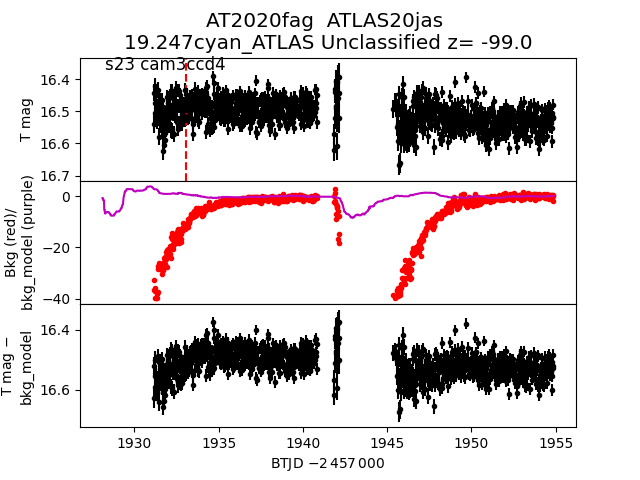 AT2020fag  ATLAS20jas
19.247cyan_ATLAS Unclassified z= -99.0
s23 cam3ccd4
T mag
16.4
16.5
16.6
16.7
Bkg (red)/
bkg_model (purple)
0
−20
−40
T mag −
bkg_model
16.4
16.6
1930
1935
1940
1945
1950
1955
BTJD −2 457 000